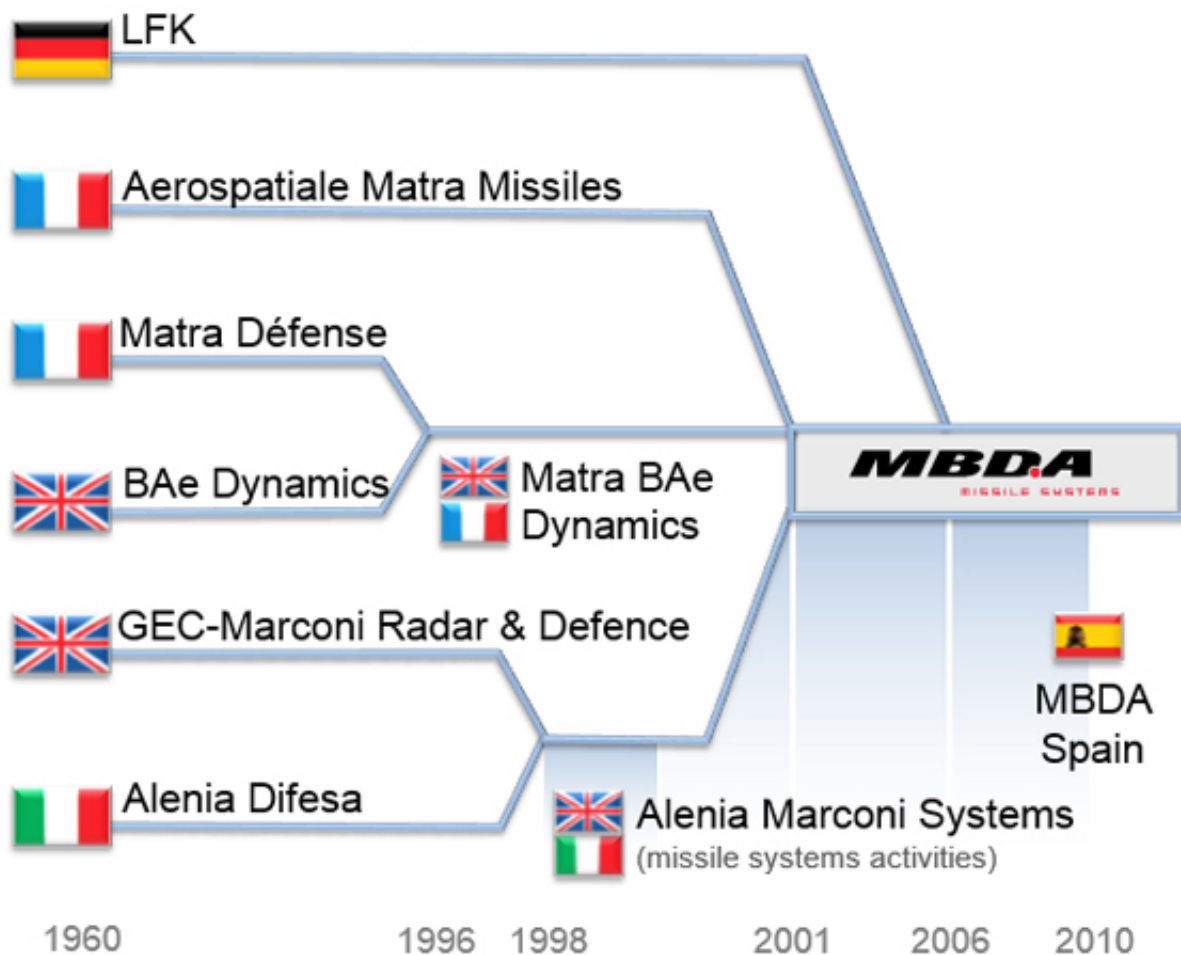 LFK
Aerospatiale Matra Missiles
Matra Défense
BAe Dynamics
Matra BAe
Dynamics
MBDA
MISSILE SYSTEMS
GEC-Marconi Radar & Defence
MBDA
Spain
Alenia Difesa
Alenia Marconi Systems
(missile systems activities)
1960 1996 1998 2001 2006 2010